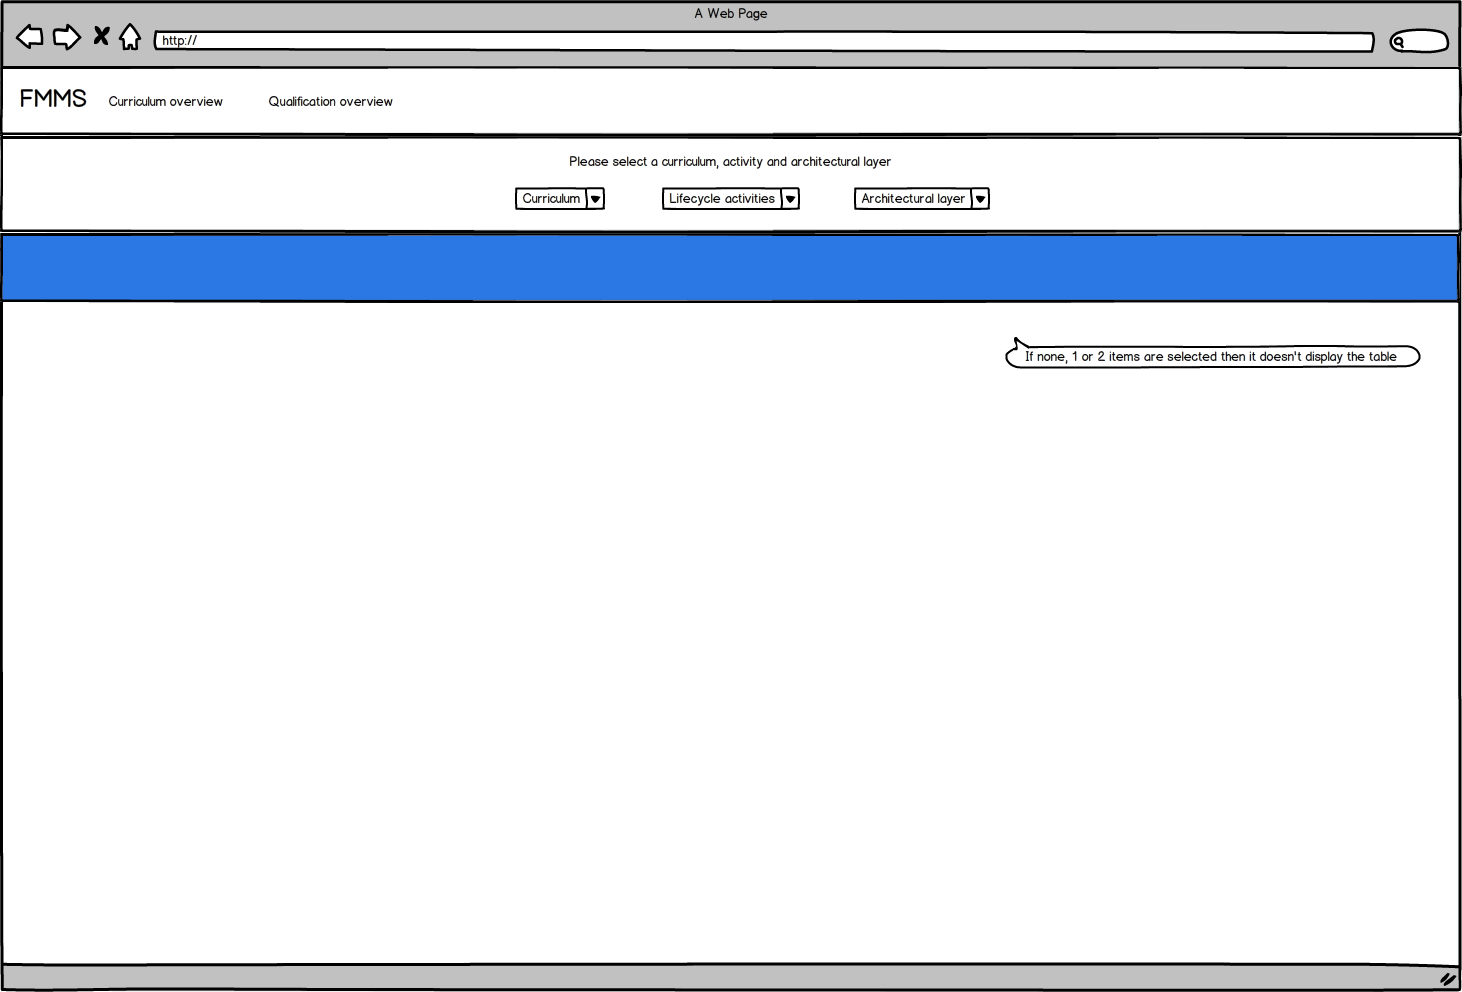 A Web Page
http://
FMMS Curriculum overview Qualification overview
Please select a curriculum, activity and architectural layer
Curriculum Lifecycle activities Architectural layer
If none, 1 or 2 items are selected then it doesn't display the table